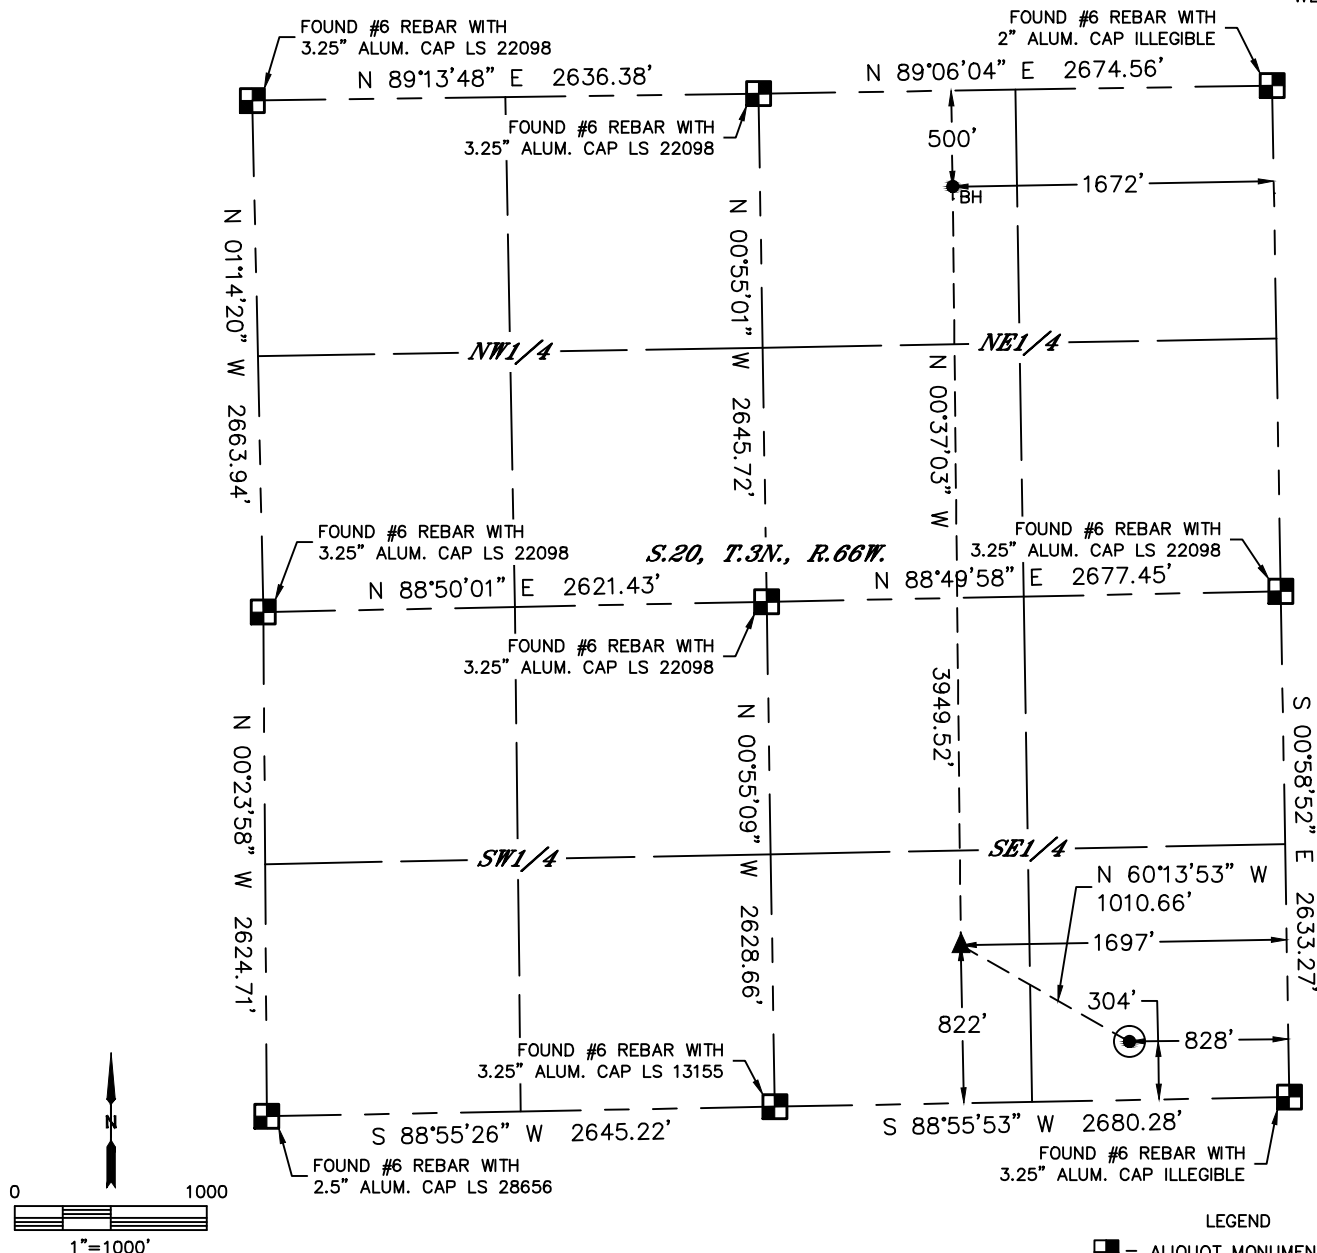 FOUND #6 REBAR WITH
3.25" ALUM. CAP LS 22098
FOUND #6 REBAR WITH
2" ALUM. CAP ILLEGIBLE
N 89°13'48" E 2636.38'
N 89°06'04" E 2674.56'
FOUND #6 REBAR WITH
3.25" ALUM. CAP LS 22098
500'
1672'
BH
N 01°14'20" W 2663.94'
N 00°55'01" W 2645.72'
NW1/4
NE1/4
N 00°37'03" W 3949.52'
FOUND #6 REBAR WITH
3.25" ALUM. CAP LS 22098
S.20, T.3N., R.66W.
FOUND #6 REBAR WITH
3.25" ALUM. CAP LS 22098
N 88°50'01" E 2621.43'
N 88°49'58" E 2677.45'
FOUND #6 REBAR WITH
3.25" ALUM. CAP LS 22098
N 00°23'58" W 2624.71'
N 00°55'09" W 2628.66'
S 00°58'52" E 2633.27'
SW1/4
SE1/4
N 60°13'53" W
1010.66'
1697'
304'
822'
828'
FOUND #6 REBAR WITH
3.25" ALUM. CAP LS 13155
S 88°55'26" W 2645.22'
S 88°55'53" W 2680.28'
FOUND #6 REBAR WITH
2.5" ALUM. CAP LS 28656
FOUND #6 REBAR WITH
3.25" ALUM. CAP ILLEGIBLE
N
0 1000
1"=1000'
LEGEND
= ALIQUOT MONUMEN